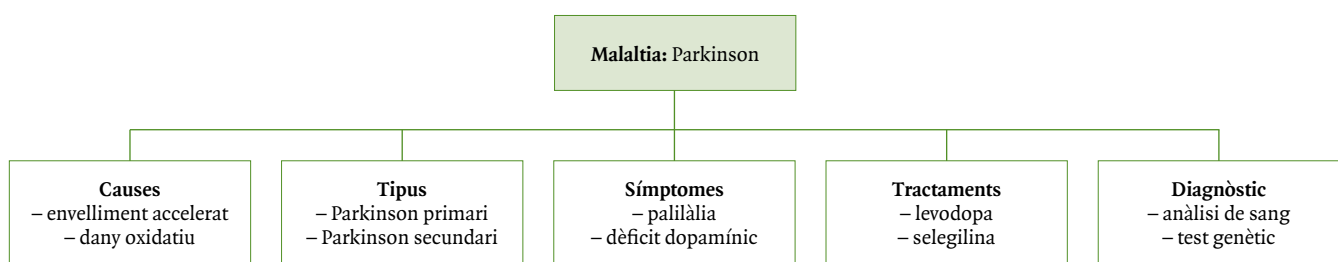 Malaltia: Parkinson
Causes
– envelliment accelerat
– dany oxidatiu
Tipus
– Parkinson primari
– Parkinson secundari
Símptomes
– palilàlia
– dèficit dopamínic
Tractaments
– levodopa
– selegilina
Diagnòstic
– anàlisi de sang
– test genètic